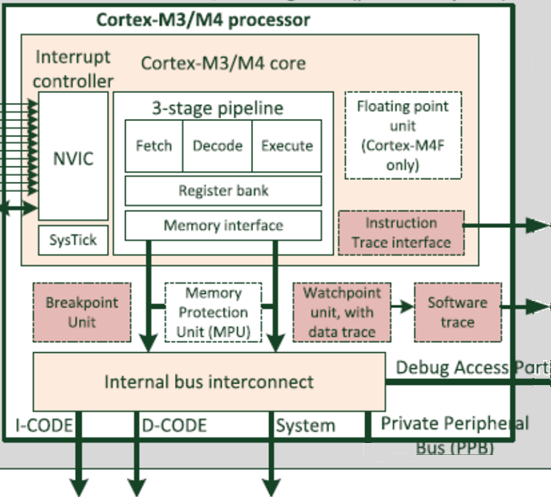 Cortex-M3/M4 processor
Interrupt
controller
Cortex-M3/M4 core
NVIC
SysTick
3-stage pipeline
Fetch
Decode
Execute
Register bank
Memory interface
Floating point
unit
(Cortex-M4F
only)
Instruction
Trace interface
Breakpoint
Unit
Memory
Protection
Unit (MPU)
Watchpoint
unit, with
data trace
Software
trace
Internal bus interconnect
Debug Access Part
I-CODE
D-CODE
System
Private Peripheral
Bus (PPB)